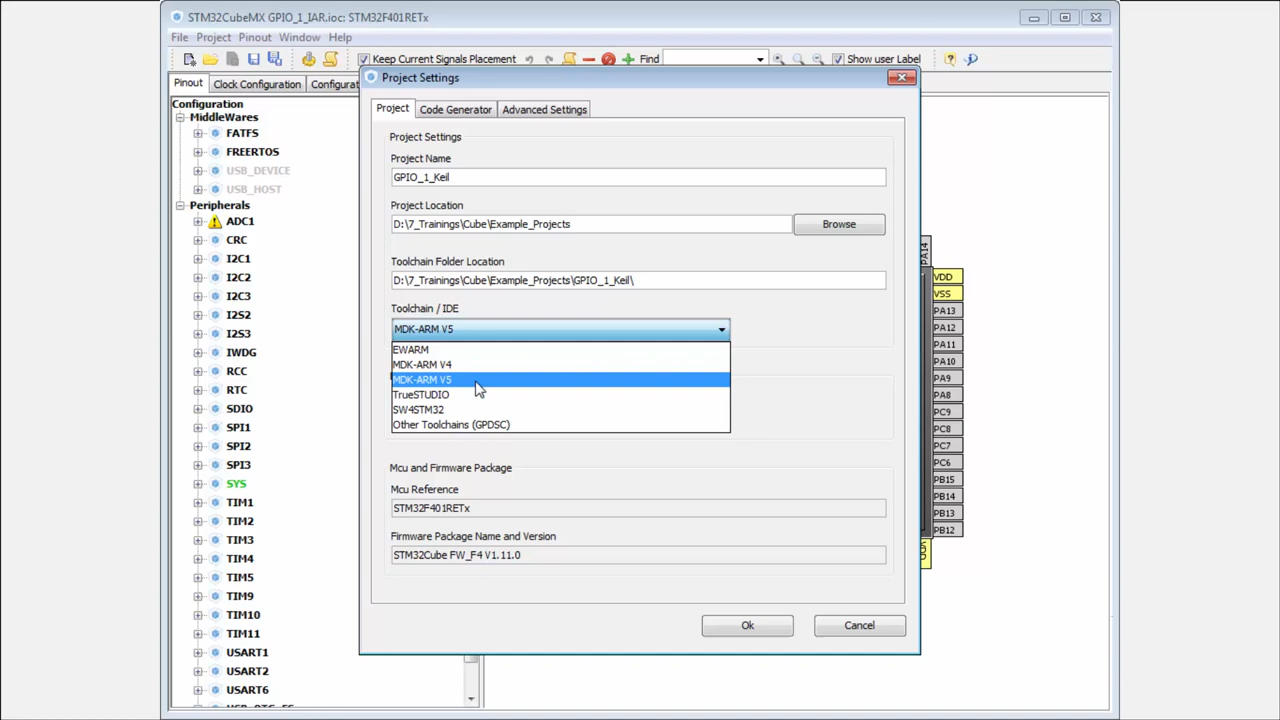 STM32CubeMX GPIO_1_IAR.ioc: STM32F401RETx
File Project Pinout Window Help
Keep Current Signals Placement Find Show user Label
Pinout Clock Configuration Configurat
Project Settings
Project Code Generator Advanced Settings
Configuration
MiddleWares
FATFS
FREERTOS
USB_DEVICE
USB_HOST
Peripherals
ADC1
CRC
I2C1
I2C2
I2C3
I2S2
I2S3
IWDG
RCC
RTC
SDIO
SPI1
SPI2
SPI3
SYS
TIM1
TIM2
TIM3
TIM4
TIM5
TIM9
TIM10
TIM11
USART1
USART2
USART6
Project Settings
Project Name
GPIO_1_Keil
Project Location
D:\7_Trainings\Cube\Example_Projects Browse
Toolchain Folder Location
D:\7_Trainings\Cube\Example_Projects\GPIO_1_Keil\
Toolchain / IDE
MDK-ARM V5
EWARM
MDK-ARM V4
MDK-ARM V5
TrueSTUDIO
SW4STM32
Other Toolchains (GPDSC)
Mcu and Firmware Package
Mcu Reference
STM32F401RETx
Firmware Package Name and Version
STM32Cube FW_F4 V1.11.0
Ok Cancel
PA14
VDD
VSS
PA13
PA12
PA11
PA10
PA9
PA8
PC9
PC8
PC7
PC6
PB15
PB14
PB13
PB12